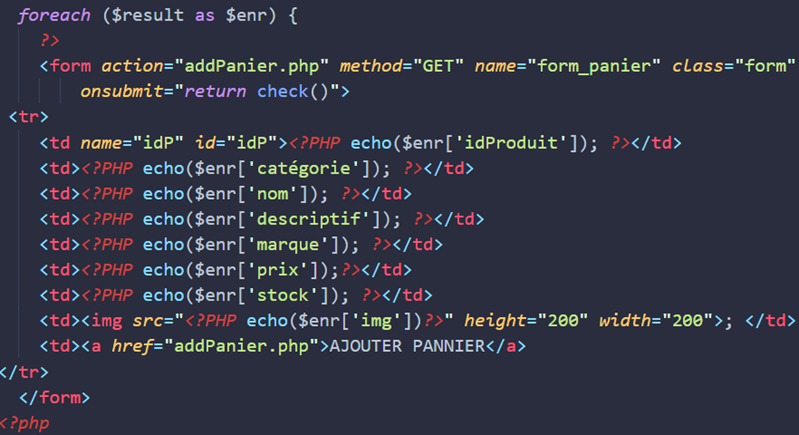 foreach ($result as $enr) {
?>
<form action="addPanier.php" method="GET" name="form_panier" class="form"
onsubmit="return check()">
<tr>
<td name="idP" id="idP"><?PHP echo($enr['idProduit']); ?></td>
<td><?PHP echo($enr['catégorie']); ?></td>
<td><?PHP echo($enr['nom']); ?></td>
<td><?PHP echo($enr['descriptif']); ?></td>
<td><?PHP echo($enr['marque']); ?></td>
<td><?PHP echo($enr['prix']);?></td>
<td><?PHP echo($enr['stock']); ?></td>
<td><img src="<?PHP echo($enr['img'])?>" height="200" width="200">; </td>
<td><a href="addPanier.php">AJOUTER PANNIER</a>
</tr>
</form>
<?php